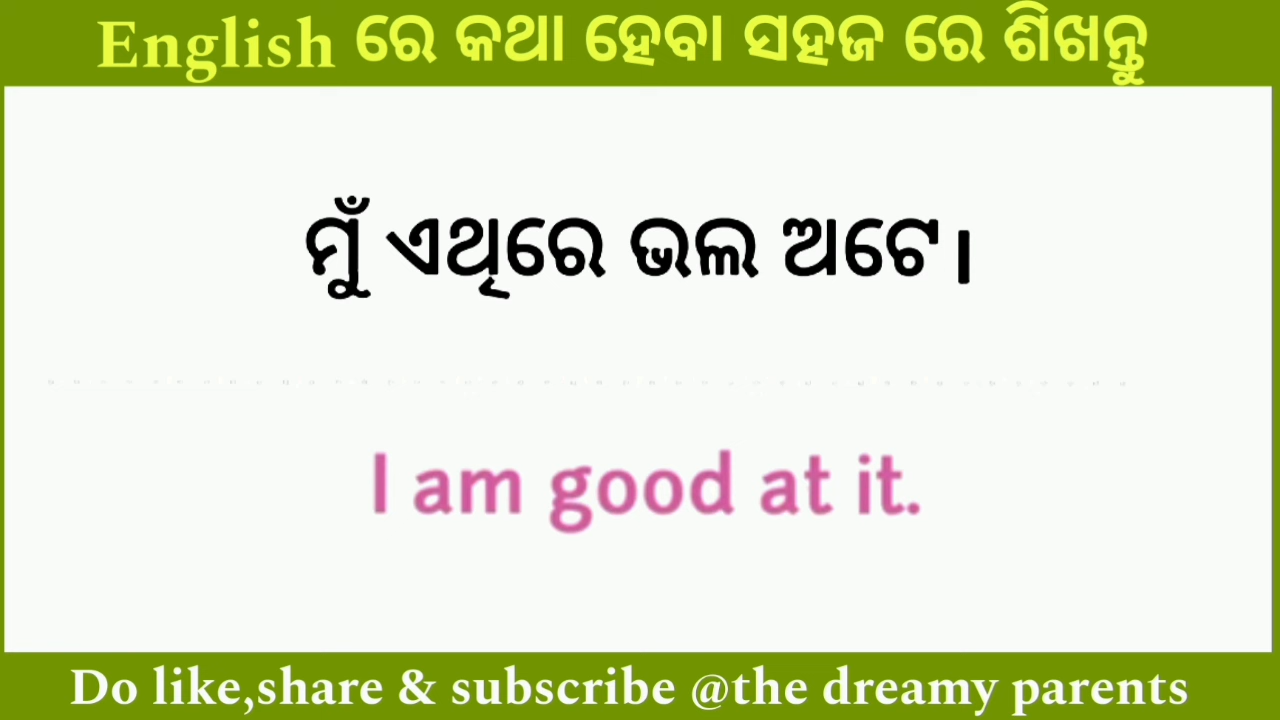 English ରେ କଥା ହେବା ସହଜ ରେ ଶିଖନ୍ତୁ
ମୁଁ ଏଥିରେ ଭଲ ଅଟେ।
I am good at it.
Do like,share & subscribe @the dreamy parents